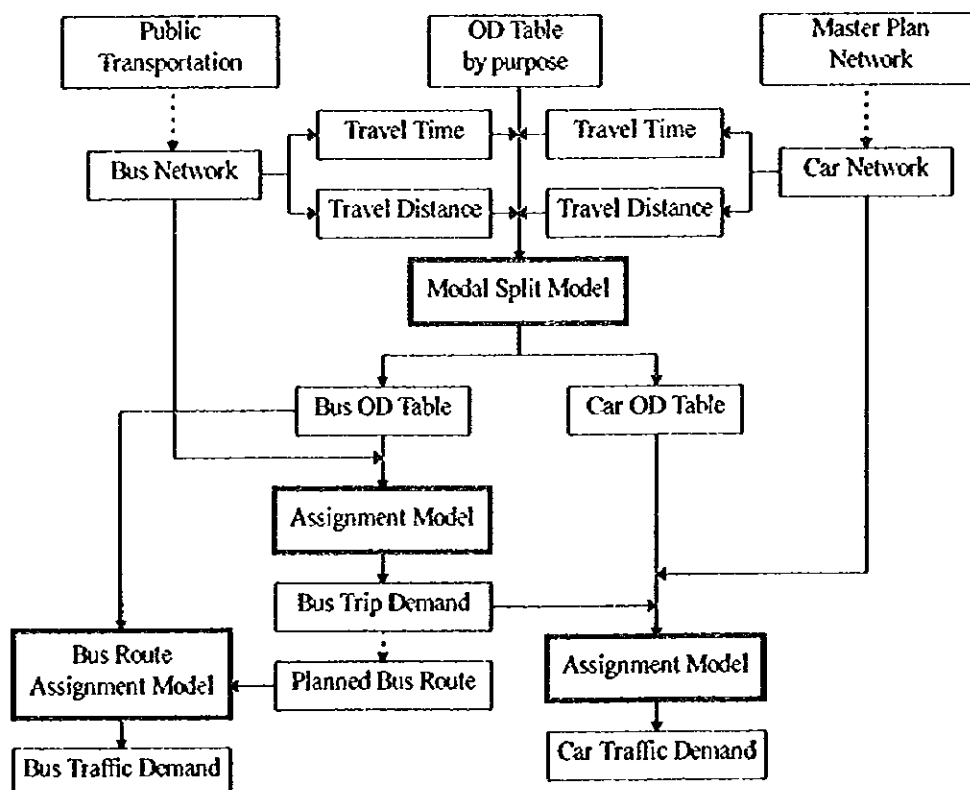 Public
Transportation
OD Table
by purpose
Master Plan
Network
Travel Time
Travel Time
Bus Network
Car Network
Travel Distance
Travel Distance
Modal Split Model
Bus OD Table
Car OD Table
Assignment Model
Bus Trip Demand
Bus Route
Assignment Model
Planned Bus Route
Assignment Model
Bus Traffic Demand
Car Traffic Demand